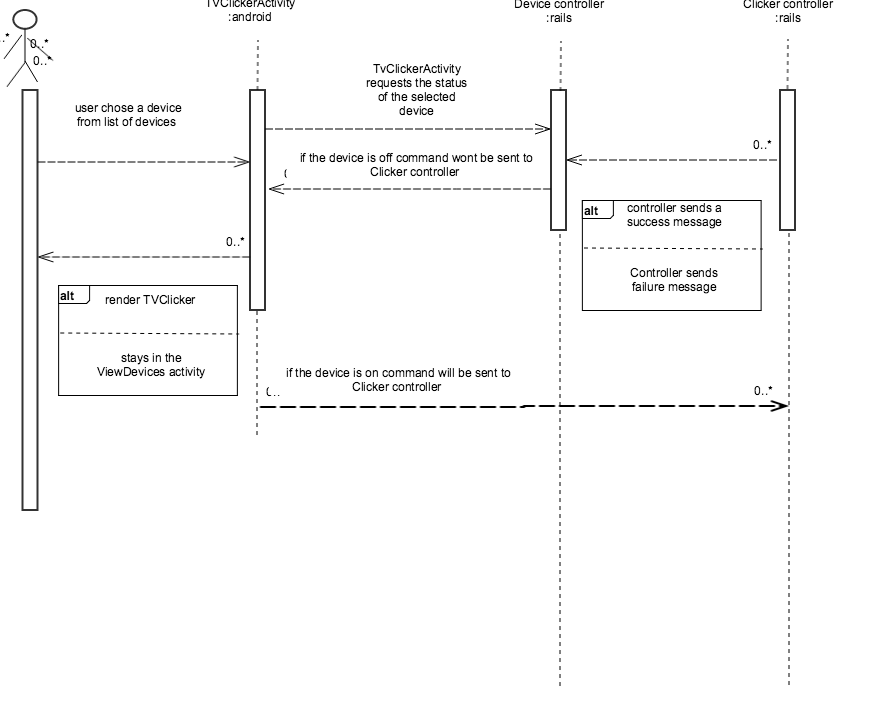 TVClickerActivity
:android
Device controller
:rails
Clicker controller
:rails
..*
0..*
0..*
user chose a device
from list of devices
TvClickerActivity
requests the status
of the selected
device
if the device is off command wont be sent to
Clicker controller
0..*
alt controller sends a
success message
Controller sends
failure message
0..*
alt render TVClicker
stays in the
ViewDevices activity
if the device is on command will be sent to
Clicker controller
0..*